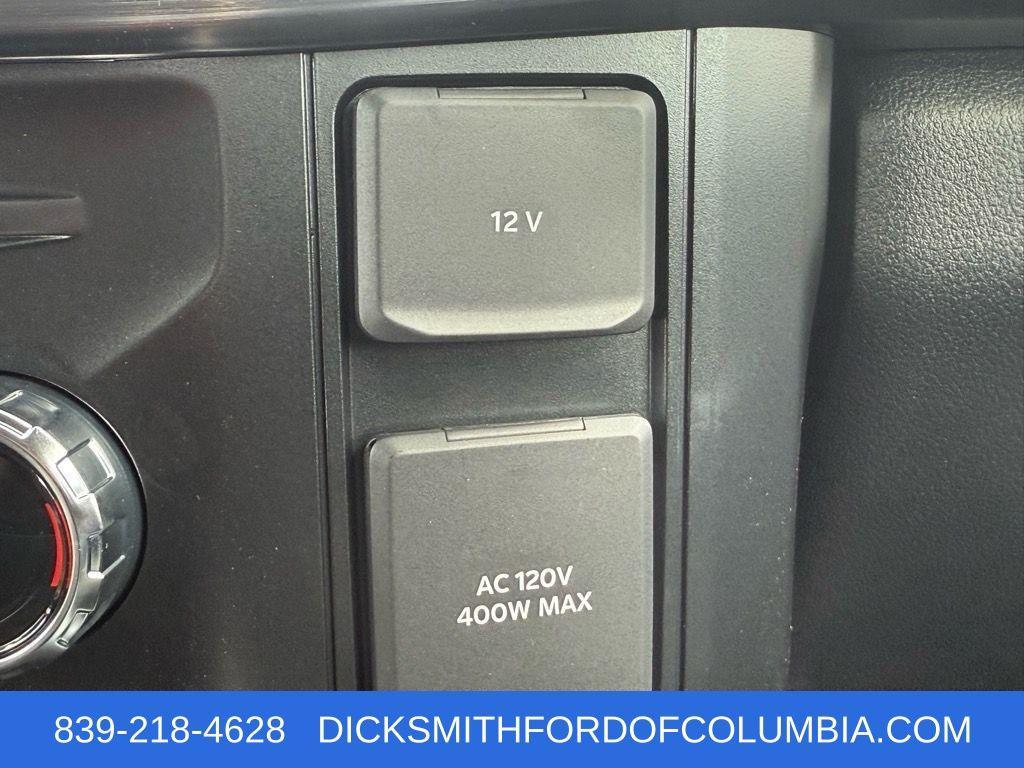 12 V
AC 120V
400W MAX
839-218-4628 DICKSMITHFORDOFCOLUMBIA.COM